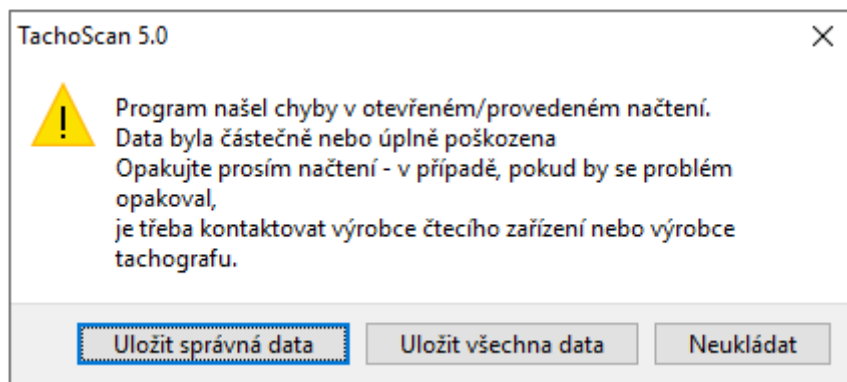 TachoScan 5.0
Program našel chyby v otevřeném/provedeném načtení.
Data byla částečně nebo úplně poškozena
Opakujte prosím načtení - v případě, pokud by se problém
opakoval,
je třeba kontaktovat výrobce čtecího zařízení nebo výrobce
tachografu.
Uložit správná data Uložit všechna data Neukládat